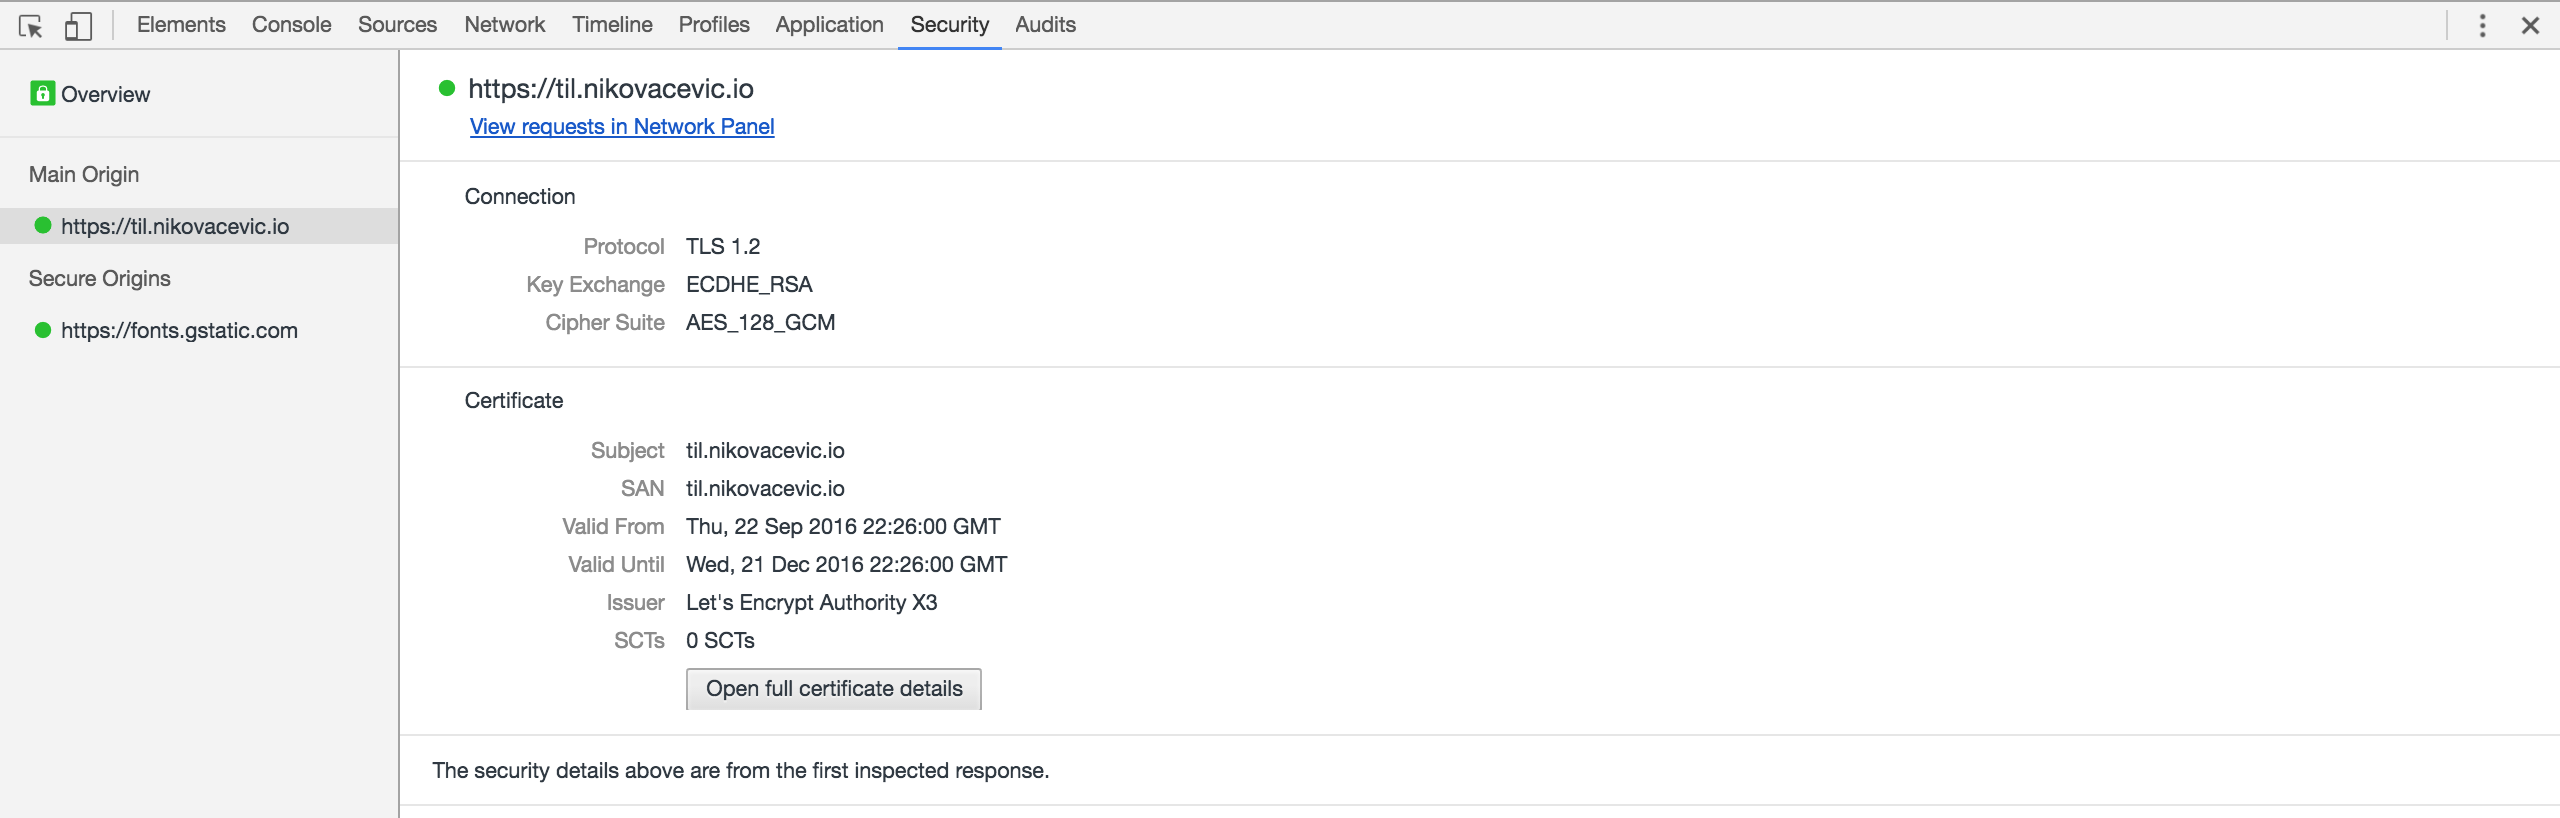 Elements Console Sources Network Timeline Profiles Application Security Audits
Overview
Main Origin
https://til.nikovacevic.io
Secure Origins
https://fonts.gstatic.com
https://til.nikovacevic.io
View requests in Network Panel
Connection
Protocol TLS 1.2
Key Exchange ECDHE_RSA
Cipher Suite AES_128_GCM
Certificate
Subject til.nikovacevic.io
SAN til.nikovacevic.io
Valid From Thu, 22 Sep 2016 22:26:00 GMT
Valid Until Wed, 21 Dec 2016 22:26:00 GMT
Issuer Let's Encrypt Authority X3
SCTs 0 SCTs
Open full certificate details
The security details above are from the first inspected response.